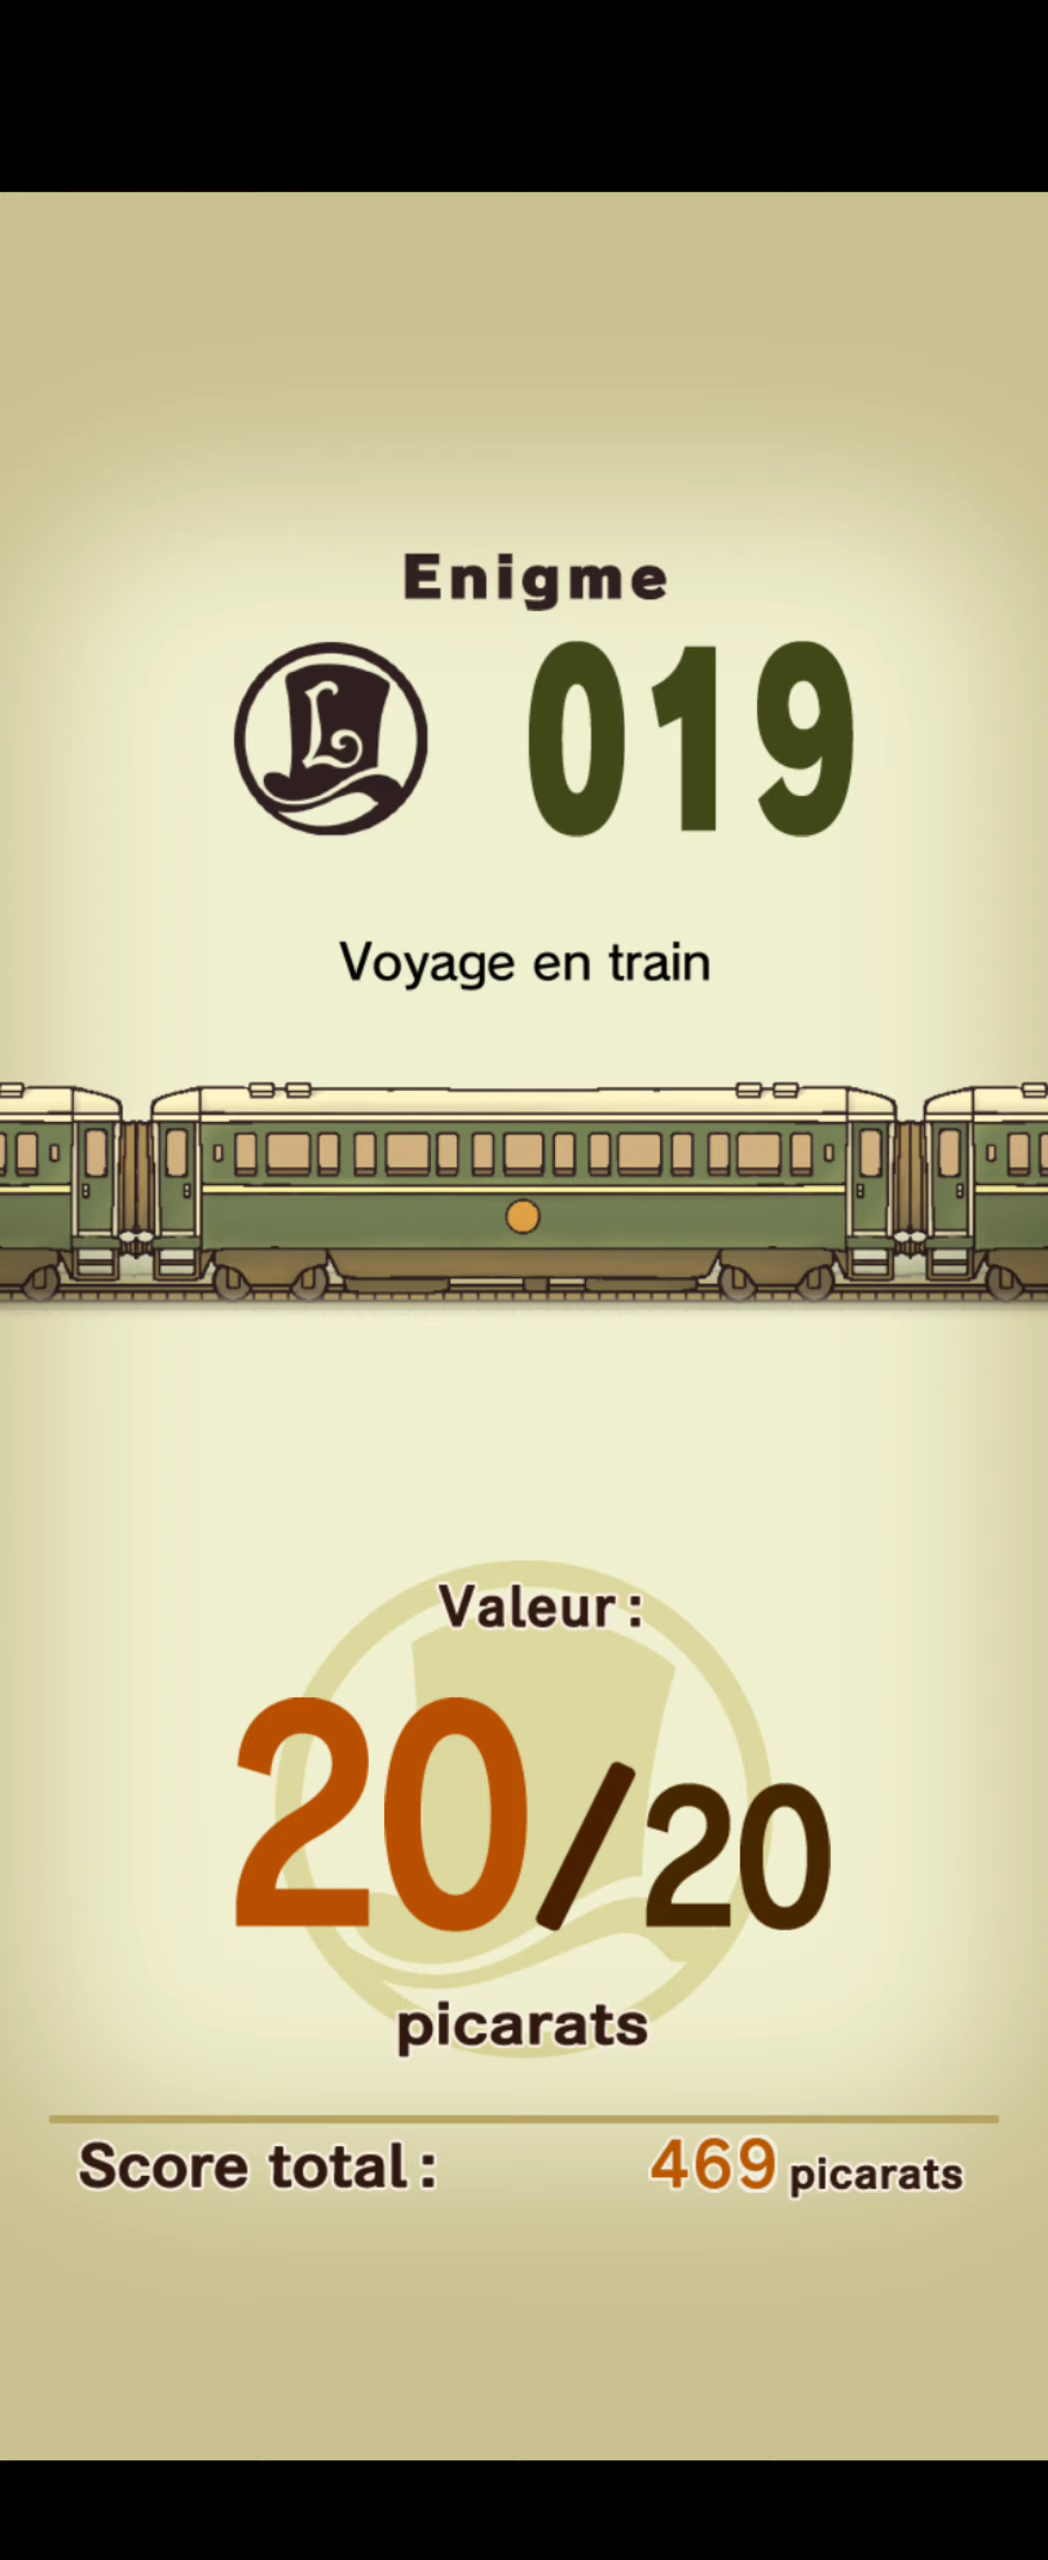 Enigme
L 019
Voyage en train
Valeur :
20/20
picarats
Score total : 469 picarats